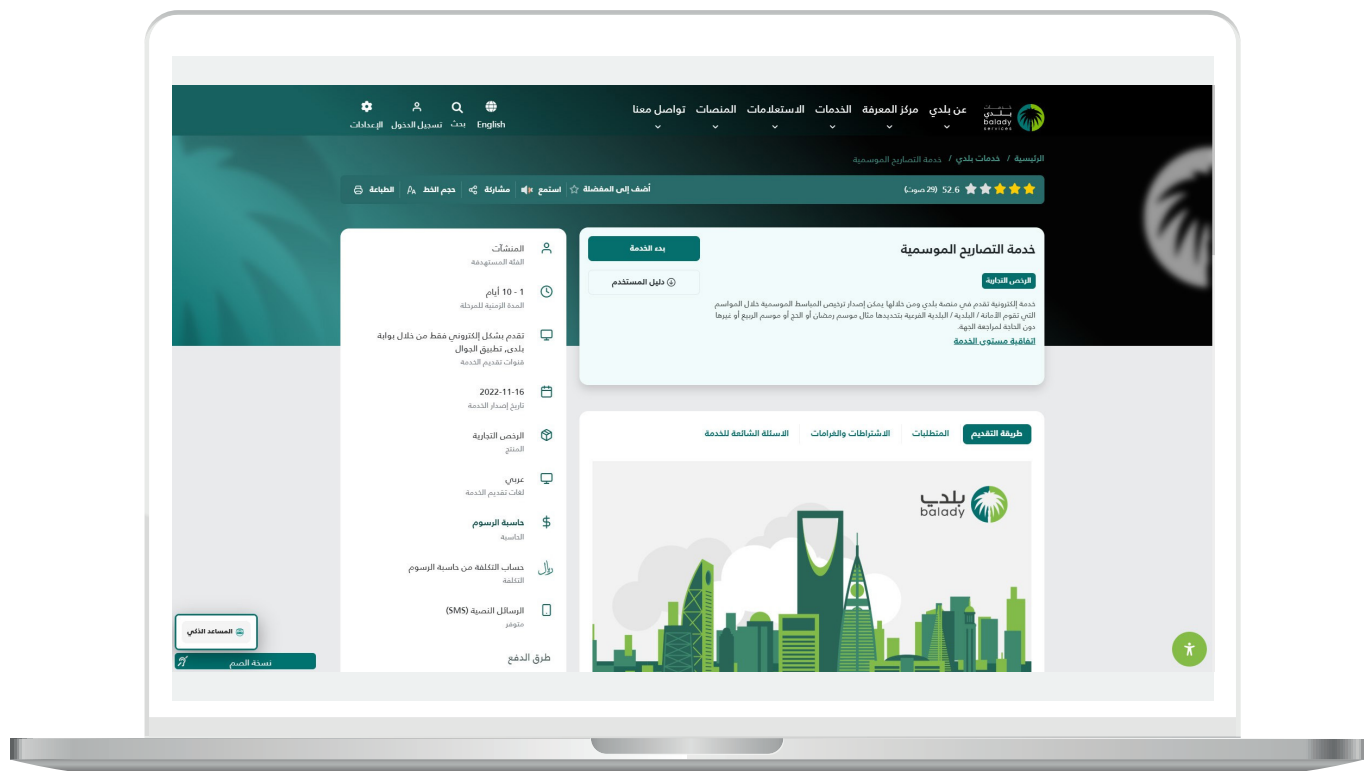 خدمات
بلدي
balady
services
عن بلدي
مركز المعرفة
الخدمات
الاستعلامات
المنصات
تواصل معنا
English
بحث
تسجيل الدخول
الإعدادات
الرئيسية / خدمات بلدي / خدمة التصاريح الموسمية
52.6 (29 صوت)
أضف إلى المفضلة
استمع
مشاركة
حجم الخط
الطباعة
خدمة التصاريح الموسمية
بدء الخدمة
دليل المستخدم
الرخص التجارية
خدمة إلكترونية تقدم في منصة بلدي ومن خلالها يمكن إصدار ترخيص المباسط الموسمية خلال المواسم
التي تقوم الأمانة / البلدية / البلدية الفرعية بتحديدها مثال موسم رمضان أو الحج أو موسم الربيع أو غيرها
دون الحاجة لمراجعة الجهة.
اتفاقية مستوى الخدمة
طريقة التقديم
المتطلبات
الاشتراطات والغرامات
الاسئلة الشائعة للخدمة
بلدي
balady
المنشآت
الفئة المستهدفة
1 - 10 أيام
المدة الزمنية للمرحلة
تقدم بشكل إلكتروني فقط من خلال بوابة
بلدى, تطبيق الجوال
قنوات تقديم الخدمة
2022-11-16
تاريخ إصدار الخدمة
الرخص التجارية
المنتج
عربي
لغات تقديم الخدمة
حاسبة الرسوم
الحاسبة
حساب التكلفة من حاسبة الرسوم
التكلفة
الرسائل النصية (SMS)
متوفر
طرق الدفع
المساعد الذكي
نسخة الصم